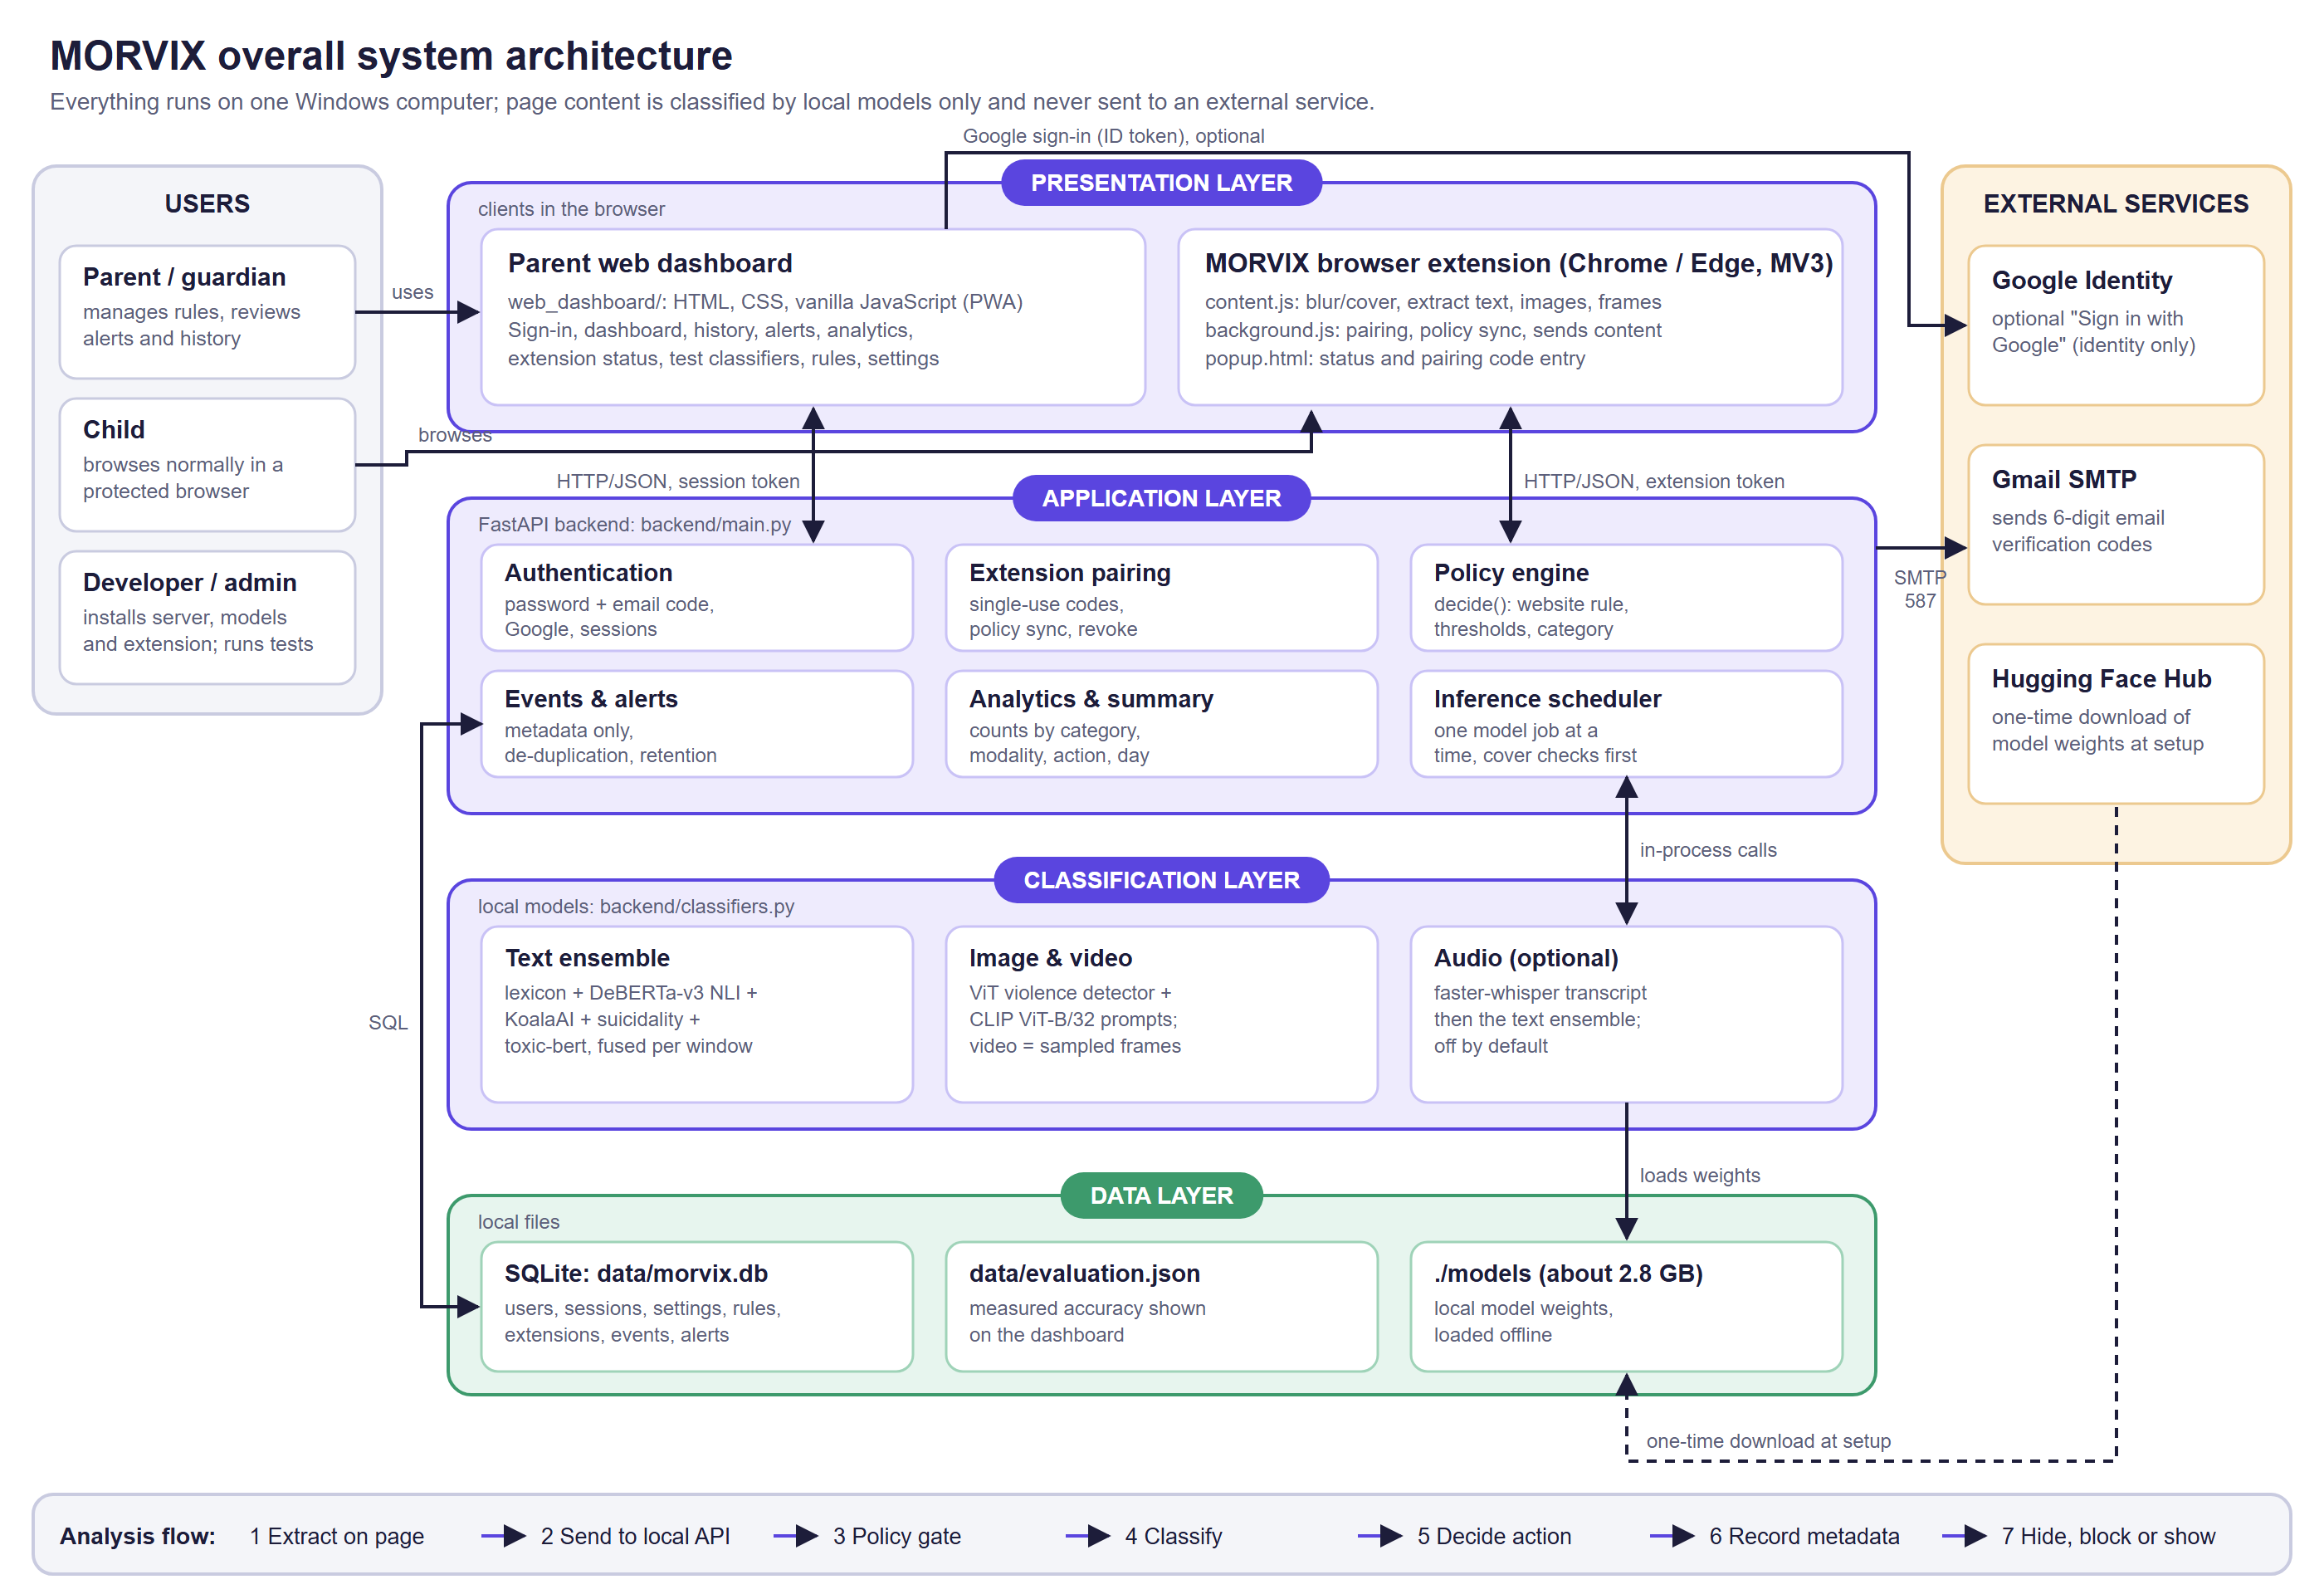 MORVIX overall system architecture
Everything runs on one Windows computer; page content is classified by local models only and never sent to an external service.
Google sign-in (ID token), optional
USERS
Parent / guardian
manages rules, reviews
alerts and history
Child
browses normally in a
protected browser
Developer / admin
installs server, models
and extension; runs tests
uses
browses
PRESENTATION LAYER
clients in the browser
Parent web dashboard
web_dashboard/: HTML, CSS, vanilla JavaScript (PWA)
Sign-in, dashboard, history, alerts, analytics,
extension status, test classifiers, rules, settings
MORVIX browser extension (Chrome / Edge, MV3)
content.js: blur/cover, extract text, images, frames
background.js: pairing, policy sync, sends content
popup.html: status and pairing code entry
HTTP/JSON, session token
HTTP/JSON, extension token
APPLICATION LAYER
FastAPI backend: backend/main.py
Authentication
password + email code,
Google, sessions
Extension pairing
single-use codes,
policy sync, revoke
Policy engine
decide(): website rule,
thresholds, category
Events & alerts
metadata only,
de-duplication, retention
Analytics & summary
counts by category,
modality, action, day
Inference scheduler
one model job at a
time, cover checks first
in-process calls
SQL
CLASSIFICATION LAYER
local models: backend/classifiers.py
Text ensemble
lexicon + DeBERTa-v3 NLI +
KoalaAI + suicidality +
toxic-bert, fused per window
Image & video
ViT violence detector +
CLIP ViT-B/32 prompts;
video = sampled frames
Audio (optional)
faster-whisper transcript
then the text ensemble;
off by default
loads weights
DATA LAYER
local files
SQLite: data/morvix.db
users, sessions, settings, rules,
extensions, events, alerts
data/evaluation.json
measured accuracy shown
on the dashboard
./models (about 2.8 GB)
local model weights,
loaded offline
one-time download at setup
EXTERNAL SERVICES
Google Identity
optional "Sign in with
Google" (identity only)
Gmail SMTP
sends 6-digit email
verification codes
SMTP
587
Hugging Face Hub
one-time download of
model weights at setup
Analysis flow: 1 Extract on page 2 Send to local API 3 Policy gate 4 Classify 5 Decide action 6 Record metadata 7 Hide, block or show